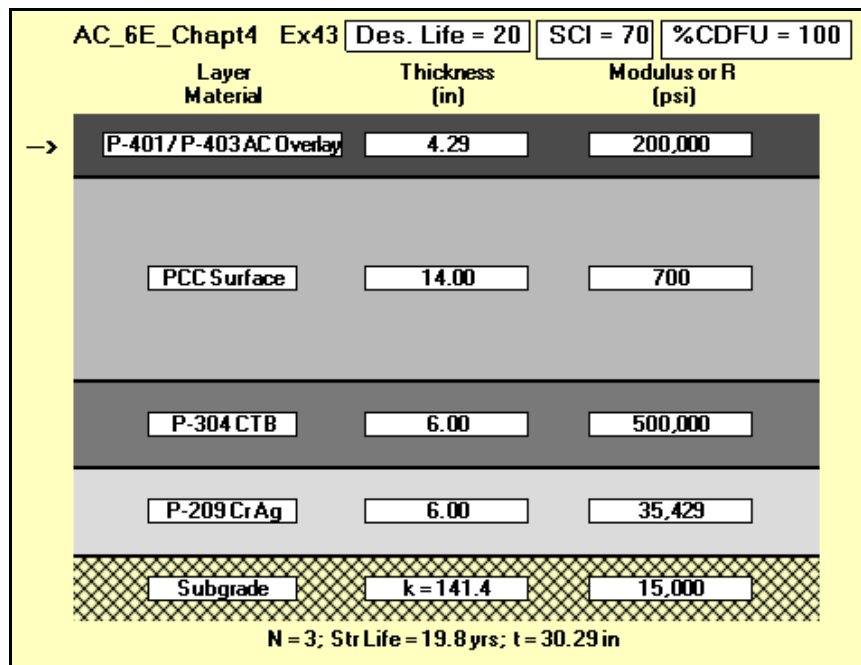 AC_6E_Chapt4 Ex43 Des. Life = 20 SCI = 70 %CDFU = 100
Layer Material Thickness (in) Modulus or R (psi)
--> P-401/ P-403 AC Overlay 4.29 200,000
PCC Surface 14.00 700
P-304 CTB 6.00 500,000
P-209 Cr Ag 6.00 35,429
Subgrade k = 141.4 15,000
N = 3; Str Life = 19.8 yrs; t = 30.29 in